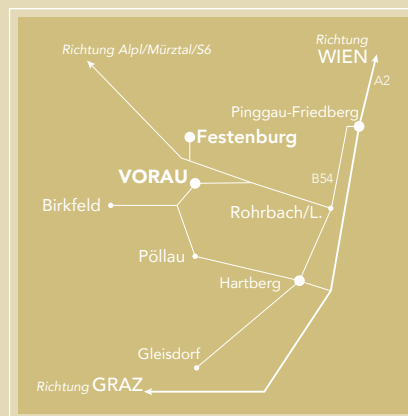 Richtung
WIEN
Richtung Alpl/Mürztal/S6
A2
Pinggau-Friedberg
Festenburg
VORAU
B54
Birkfeld
Rohrbach/L.
Pöllau
Hartberg
Gleisdorf
Richtung GRAZ